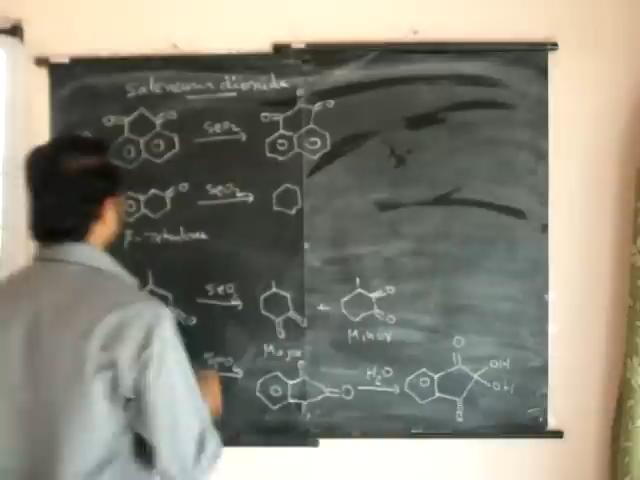 Selenium dioxide
SeO₂
SeO₂
β-Tetralone
SeO₂ +
Major Minor
SeO₂ H₂O OH
OH